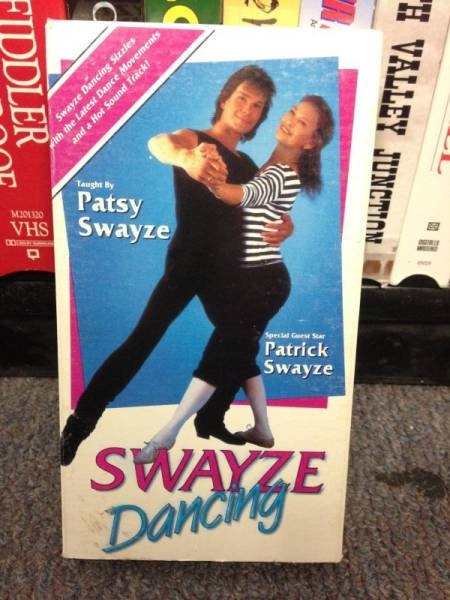 Swayze Dancing Sizzles
with the Latest Dance Movements
and a Hot Sound Track!
Taught By
Patsy
Swayze
Special Guest Star
Patrick
Swayze
SWAYZE
Dancing
FIDDLER
ROOF
M201320
VHS
VALLEY JUNCTION